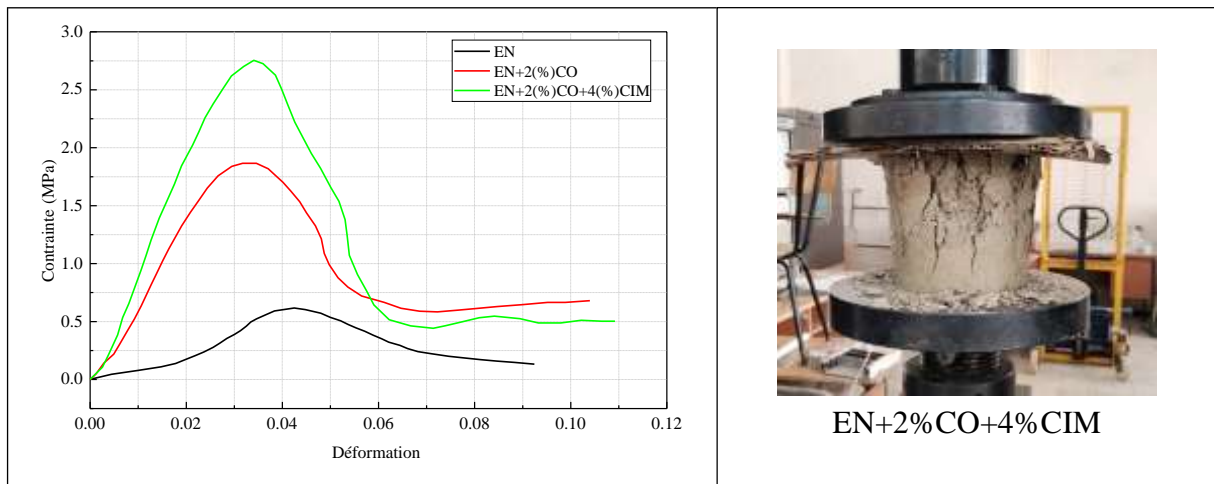 3.0
2.5
2.0
1.5
1.0
0.5
0.0
0.00 0.02 0.04 0.06 0.08 0.10 0.12
Contrainte (MPa)
Déformation
EN
EN+2(%)CO
EN+2(%)CO+4(%)CIM
EN+2%CO+4%CIM